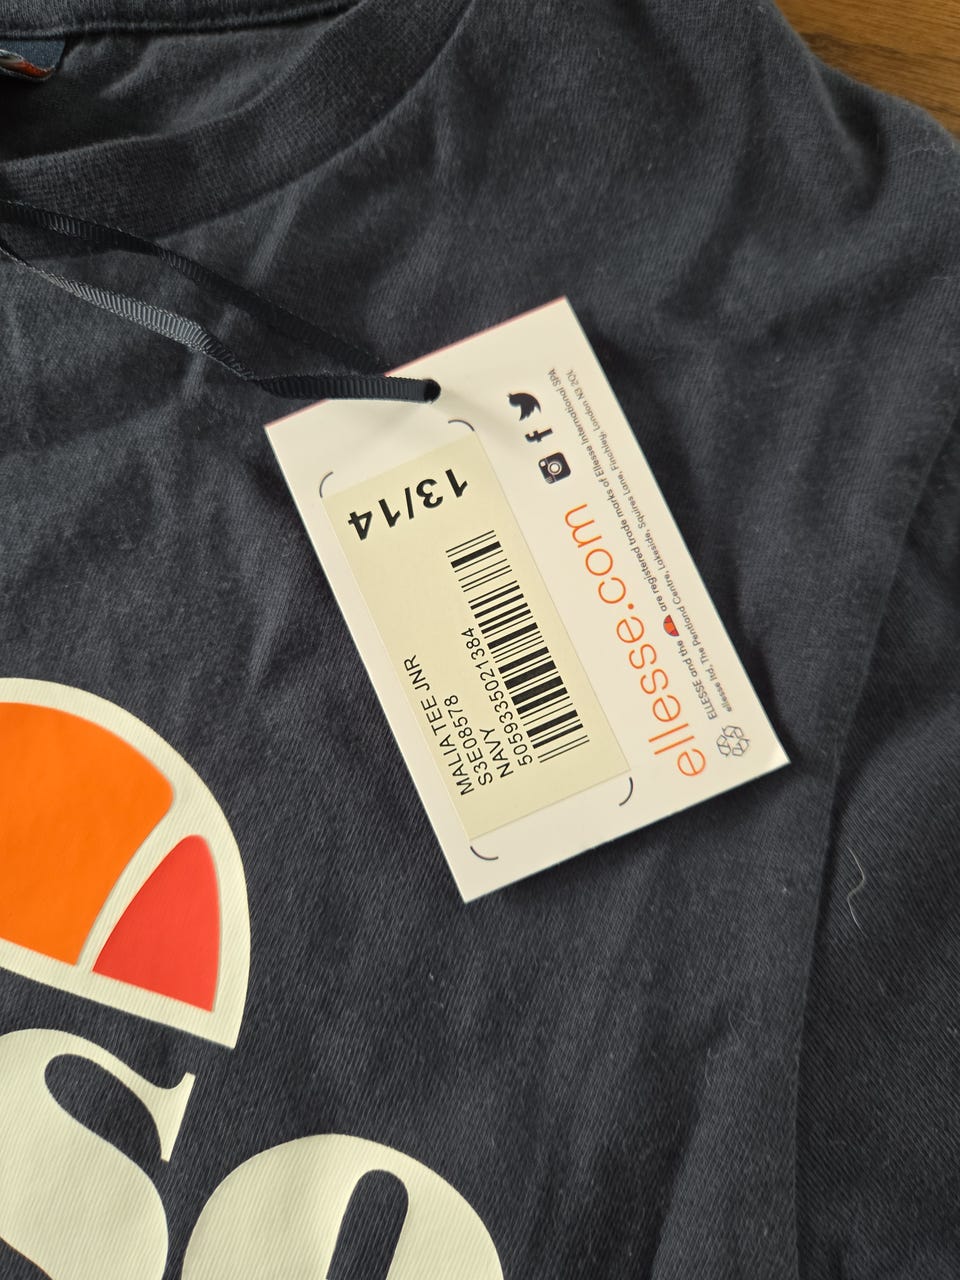 13/14
MALIA TEE JNR
S3E08578
NAVY
5059335021384
ellesse.com
ELLESSE and the are registered trade marks of Ellesse International SPA
ellesse ltd, The Pentland Centre, Lakeside, Squires Lane, Finchley, London N3 2QL
se